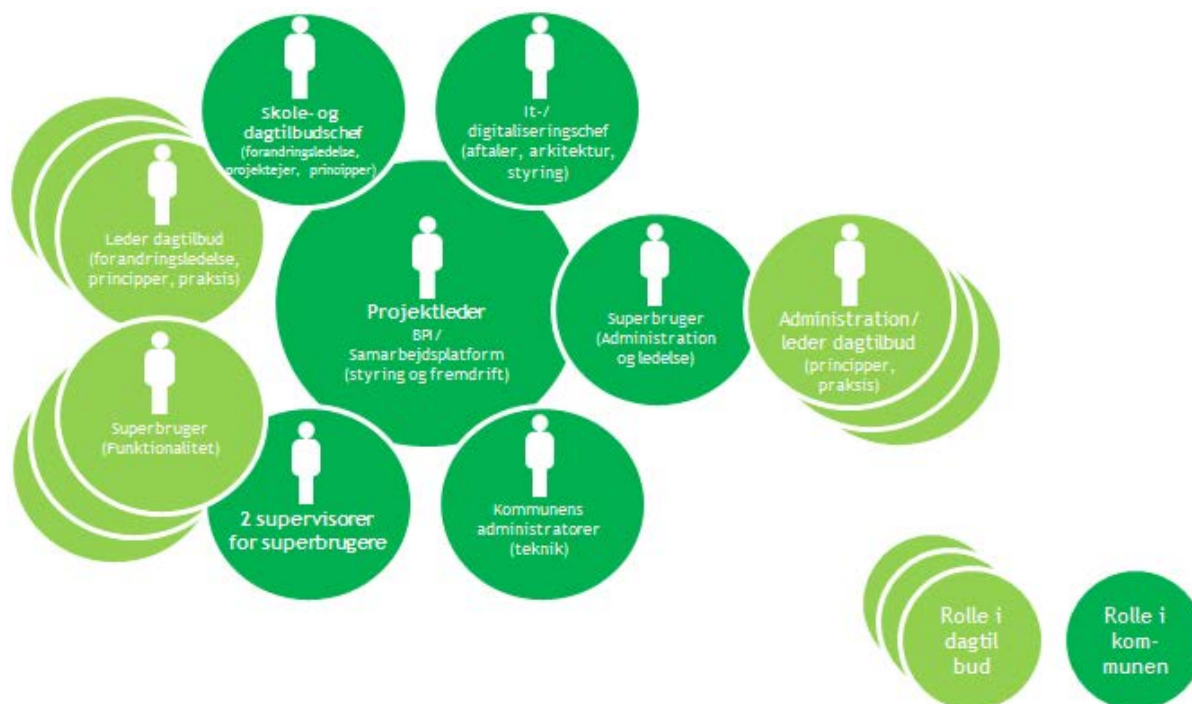 Skole- og
dagtilbudschef
(forandringsledelse,
projektejer, principper)
It-/
digitaliseringschef
(aftaler, arkitektur,
styring)
Leder dagtilbud
(forandringsledelse,
principper, praksis)
Projektleder
BPI/
Samarbejdsplatform
(styring og fremdrift)
Superbruger
(Administration
og ledelse)
Administration/
leder dagtilbud
(principper,
praksis)
Superbruger
(Funktionalitet)
2 supervisorer
for superbrugere
Kommunens
administratorer
(teknik)
Rolle i
dagtil
bud
Rolle i
kom-
munen